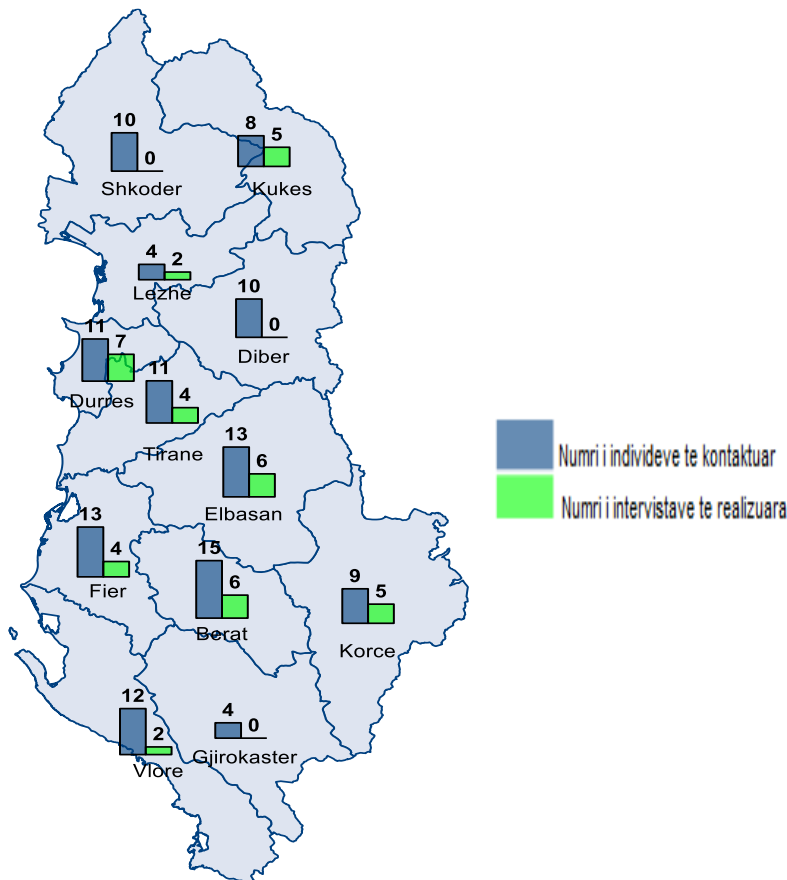 10
0
Shkoder
8
5
Kukes
4
2
Lezhe
10
0
Diber
11
7
Durres
11
4
Tirane
13
6
Elbasan
13
4
Fier
15
6
Berat
9
5
Korce
12
2
Vlore
4
0
Gjirokaster
Numri i individeve te kontaktuar
Numri i intervistave te realizuara